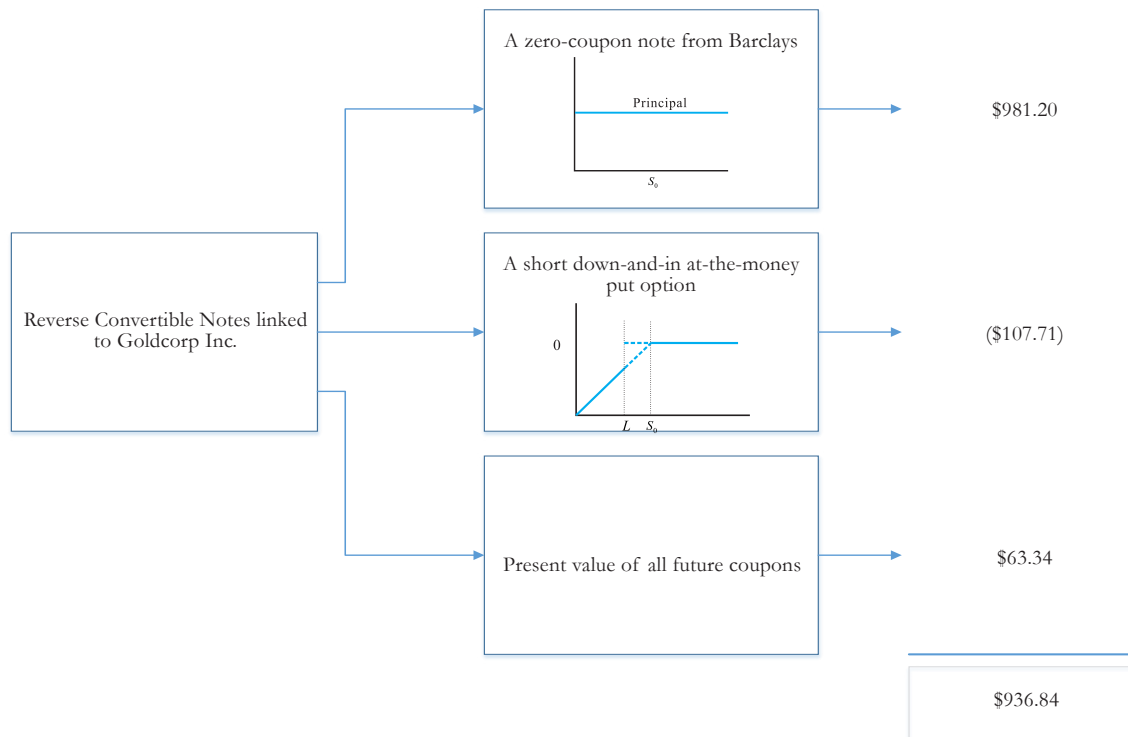 A zero-coupon note from Barclays
Principal
S₀
$981.20
Reverse Convertible Notes linked
to Goldcorp Inc.
A short down-and-in at-the-money
put option
0
L S₀
($107.71)
Present value of all future coupons
$63.34
$936.84